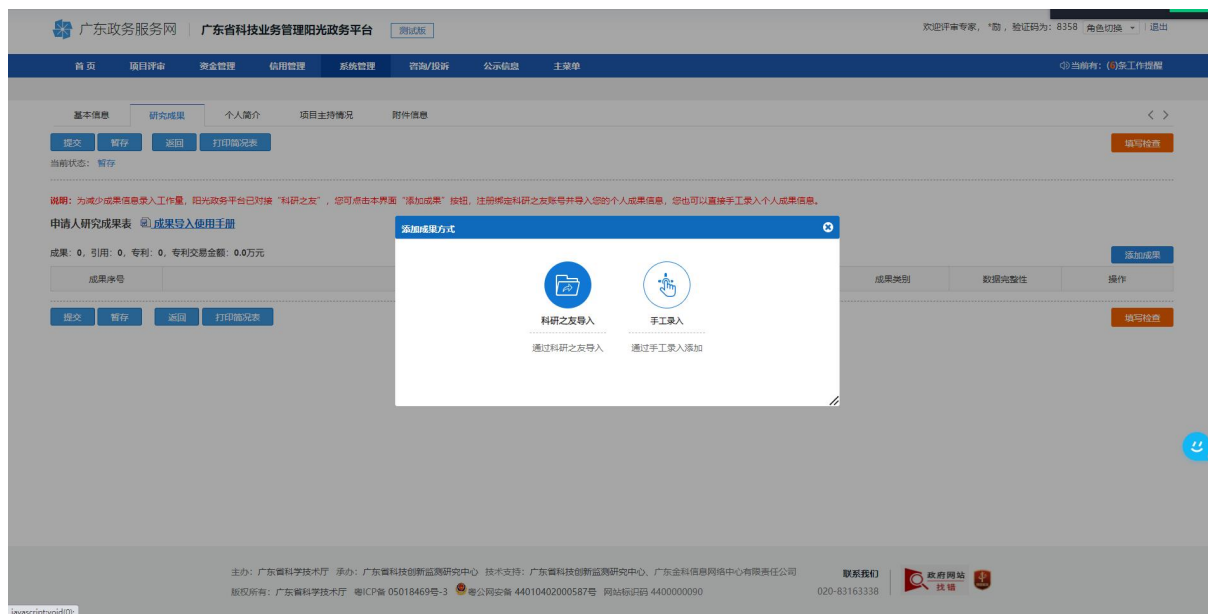 广东政务服务网 广东省科技业务管理阳光政务平台 测试版 欢迎评审专家，*勋，验证码为：8358 角色切换 退出
首页 项目评审 资金管理 信用管理 系统管理 咨询/投诉 公示信息 主菜单 当前有：(6)条工作提醒
基本信息 研究成果 个人简介 项目主持情况 附件信息
提交 暂存 返回 打印简况表 填写检查
当前状态：暂存
说明：为减少成果信息录入工作量，阳光政务平台已对接“科研之友”，您可点击本界面“添加成果”按钮，注册绑定科研之友账号并导入您的个人成果信息，您也可以直接手工录入个人成果信息。
申请人研究成果表 成果导入使用手册
添加成果方式
成果：0，引用：0，专利：0，专利交易金额：0.0万元 添加成果
成果序号 成果类别 数据完整性 操作
提交 暂存 返回 打印简况表 填写检查
科研之友导入 手工录入
通过科研之友导入 通过手工录入添加
主办：广东省科学技术厅 承办：广东省科技创新监测研究中心 技术支持：广东省科技创新监测研究中心、广东金科信息网络中心有限责任公司 联系我们 政府网站
版权所有：广东省科学技术厅 粤ICP备 05018469号-3 粤公网安备 44010402000587号 网站标识码 4400000090 020-83163338 找错
javascript:void(0);